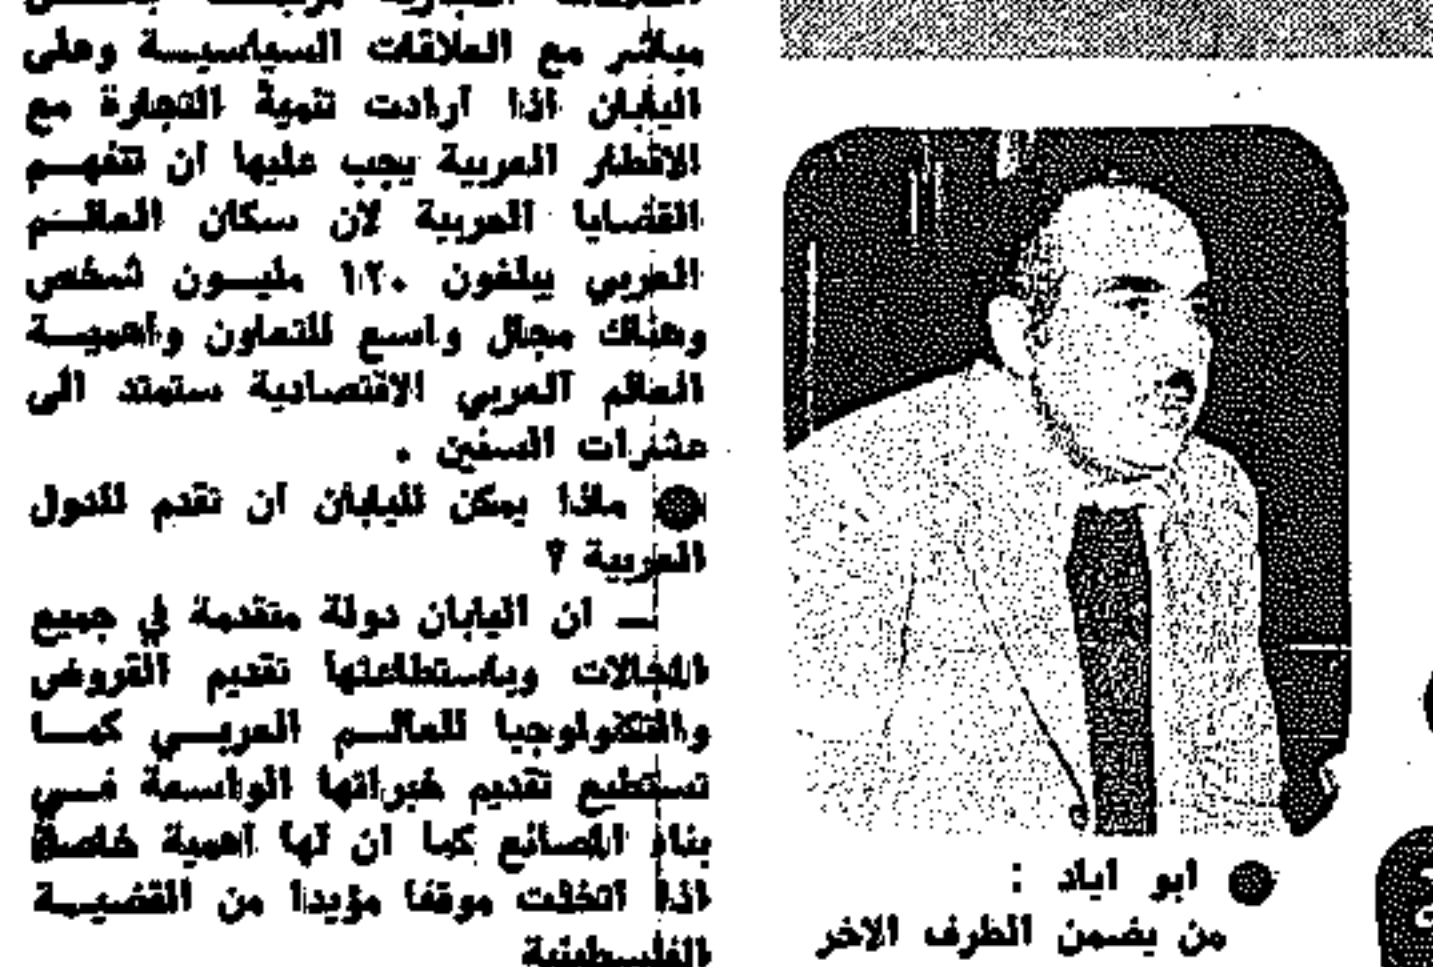 مباشر مع العلاقات السياسية وعلى
اليابان اذا ارادت تنمية التجارة مع
الاقطار العربية يجب عليها ان تتفهم
القضايا العربية لان سكان العالم
العربي يبلغون ١٢٠ مليون شخص
وهناك مجال واسع للتعاون واهمية
العالم العربي الاقتصادية ستمتد الى
عشرات السنين .
ماذا يمكن لليابان ان تقدم للدول
العربية ؟
ـ ان اليابان دولة متقدمة في جميع
المجالات وباستطاعتها تقديم القروض
والتكنولوجيا للعالم العربي كما
تستطيع تقديم خبراتها الواسعة في
بناء المصانع كما ان لها اهمية خاصة
اذا اتخذت موقفا مؤيدا من القضية
الفلسطينية
ابو اياد :
من يضمن الطرف الاخر